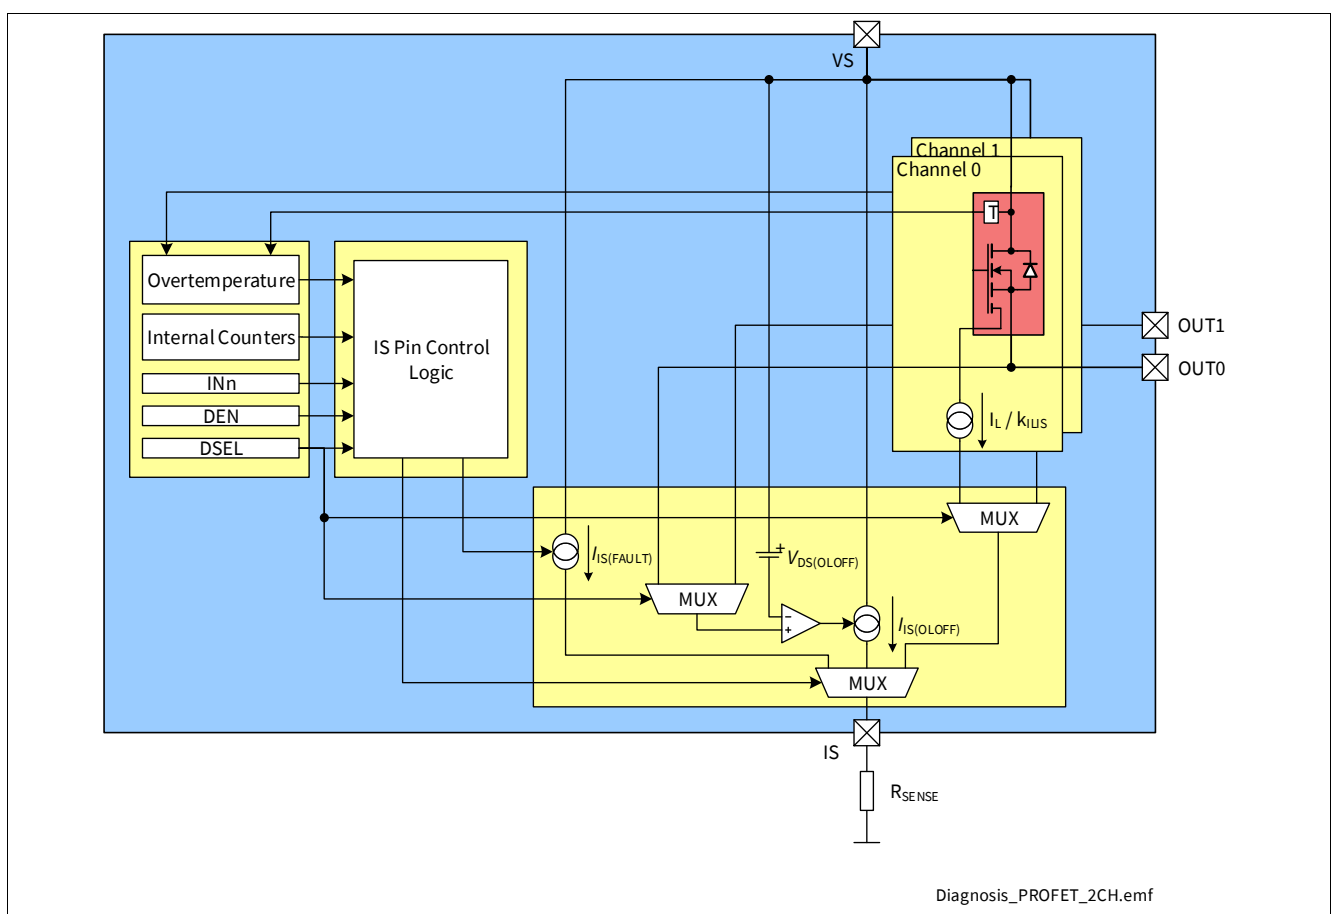 VS
Channel 1
Channel 0
T
Overtemperature
Internal Counters
INn
DEN
DSEL
IS Pin Control
Logic
OUT1
OUT0
IL / kILIS
MUX
IIS(FAULT)
+
VDS(OLOFF)
MUX
-
+
IIS(OLOFF)
MUX
IS
RSENSE
Diagnosis_PROFET_2CH.emf